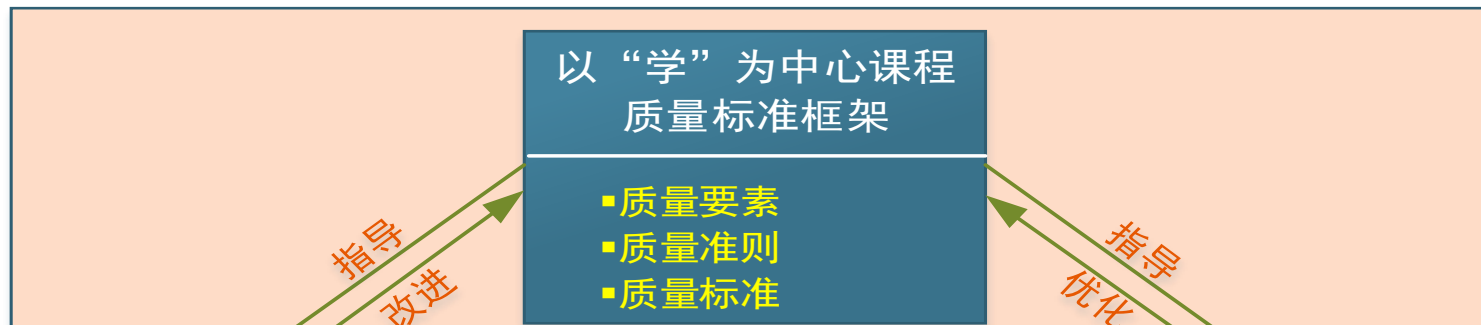 以“学”为中心课程
质量标准框架
▪质量要素
▪质量准则
▪质量标准
指导
改进
指导
优化